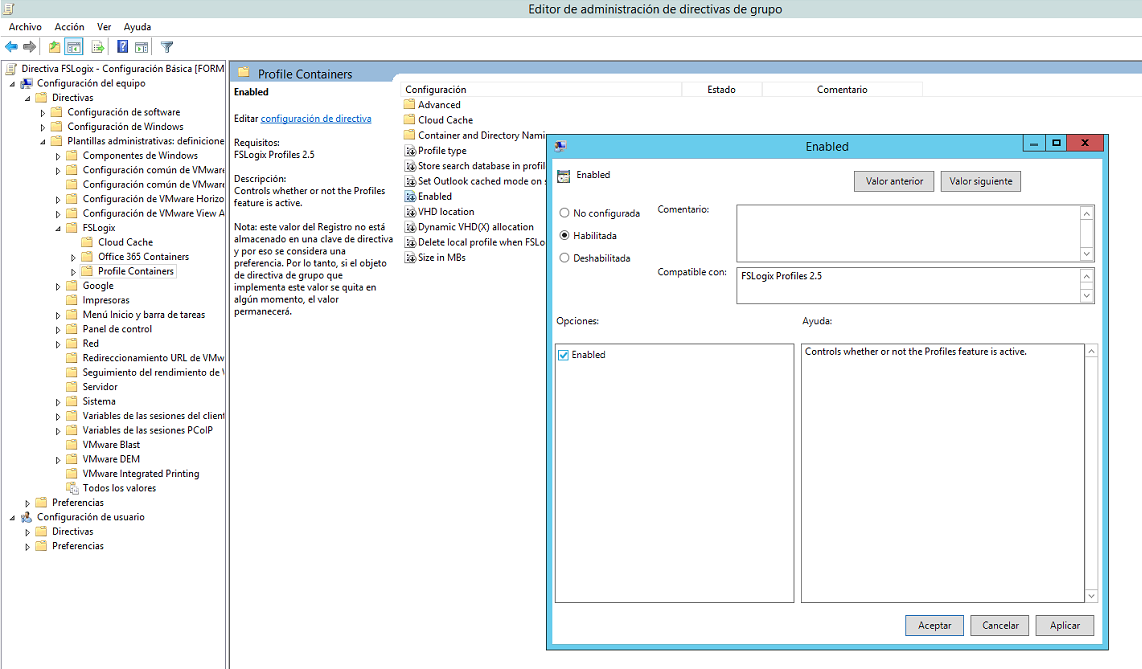 Editor de administración de directivas de grupo
Archivo Acción Ver Ayuda
Directiva FSLogix - Configuración Básica [FORM
Configuración del equipo
Directivas
Configuración de software
Configuración de Windows
Plantillas administrativas: definicione
Componentes de Windows
Configuración común de VMware
Configuración común de VMware
Configuración de VMware Horizo
Configuración de VMware View A
FSLogix
Cloud Cache
Office 365 Containers
Profile Containers
Google
Impresoras
Menú Inicio y barra de tareas
Panel de control
Red
Redireccionamiento URL de VMw
Seguimiento del rendimiento de V
Servidor
Sistema
Variables de las sesiones del client
Variables de las sesiones PCoIP
VMware Blast
VMware DEM
VMware Integrated Printing
Todos los valores
Preferencias
Configuración de usuario
Directivas
Preferencias
Profile Containers
Enabled
Editar configuración de directiva
Requisitos:
FSLogix Profiles 2.5
Descripción:
Controls whether or not the Profiles
feature is active.
Nota: este valor del Registro no está
almacenado en una clave de directiva
y por eso se considera una
preferencia. Por lo tanto, si el objeto
de directiva de grupo que
implementa este valor se quita en
algún momento, el valor
permanecerá.
Configuración Estado Comentario
Advanced
Cloud Cache
Container and Directory Nami
Profile type
Store search database in profil
Set Outlook cached mode on s
Enabled
VHD location
Dynamic VHD(X) allocation
Delete local profile when FSLo
Size in MBs
Enabled
Enabled
Valor anterior Valor siguiente
No configurada
Habilitada
Deshabilitada
Comentario:
Compatible con:
FSLogix Profiles 2.5
Opciones:
Ayuda:
Enabled
Controls whether or not the Profiles feature is active.
Aceptar Cancelar Aplicar